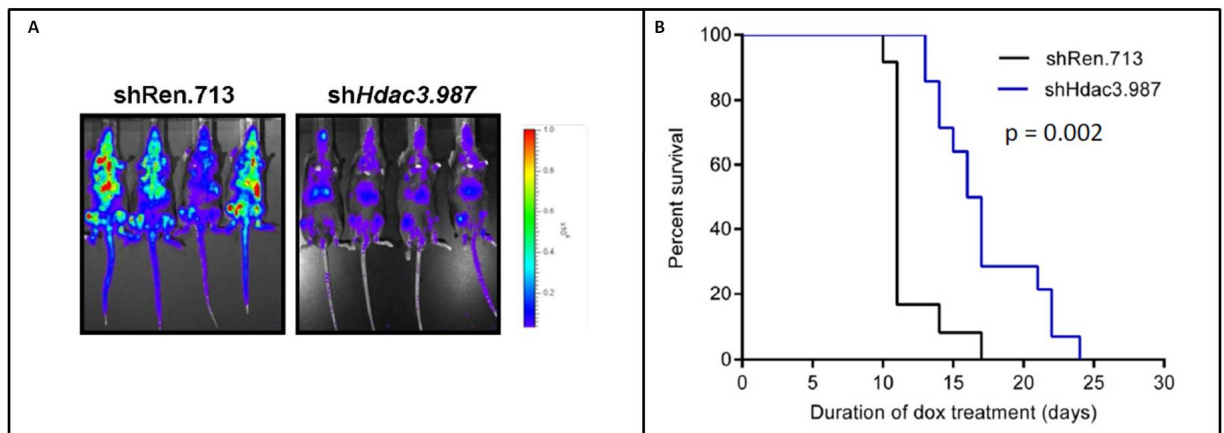 A
shRen.713
shHdac3.987
1.0
0.8
0.6
0.4
0.2
B
100
80
60
40
20
0
shRen.713
shHdac3.987
p = 0.002
Percent survival
0 5 10 15 20 25 30
Duration of dox treatment (days)